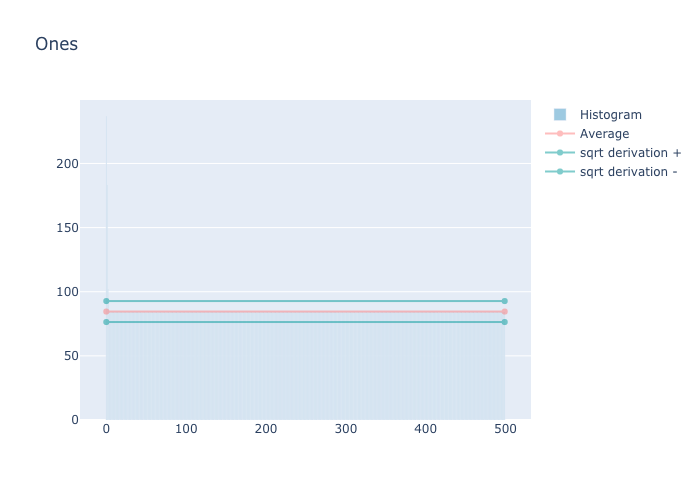 Ones
200
150
100
50
0
0 100 200 300 400 500
Histogram
Average
sqrt derivation +
sqrt derivation -